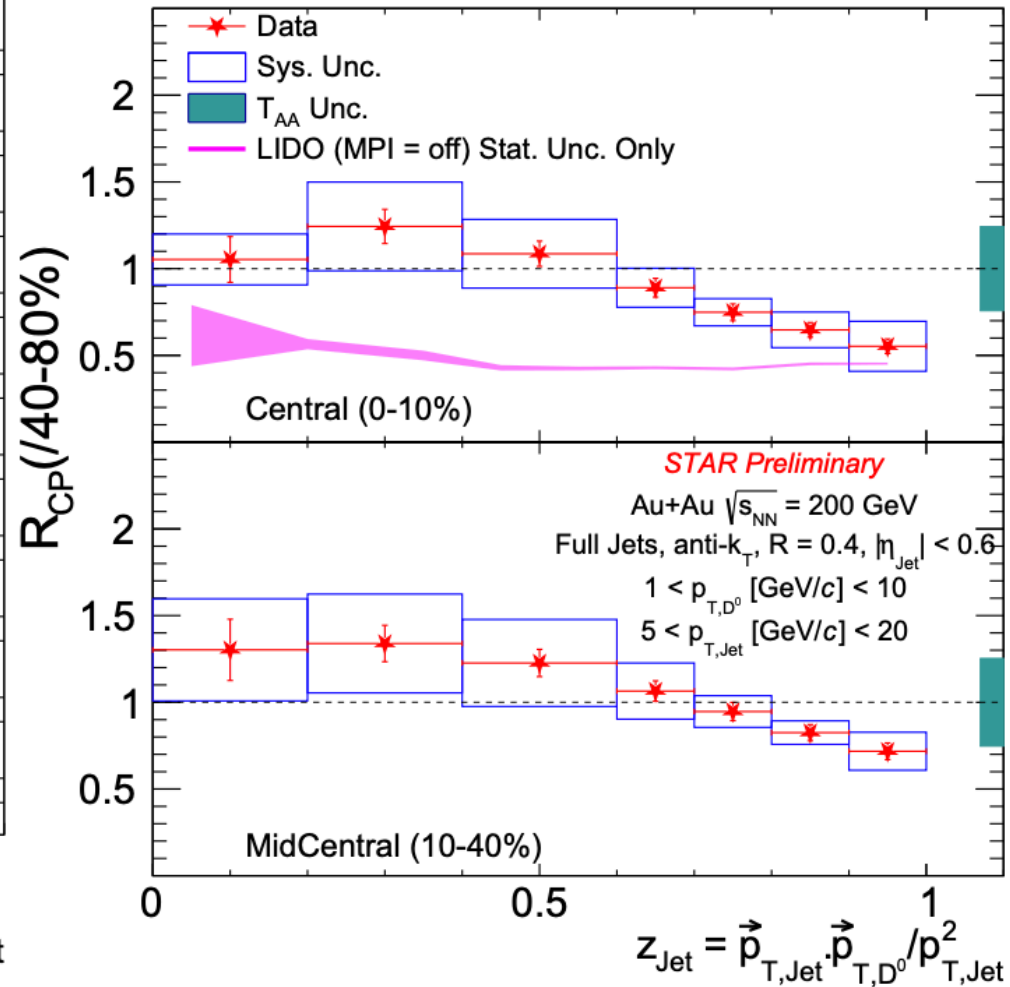 Data
Sys. Unc.
T_AA Unc.
LIDO (MPI = off) Stat. Unc. Only
2
1.5
1
0.5
Central (0-10%)
R_CP(/40-80%)
STAR Preliminary
Au+Au √s_NN = 200 GeV
Full Jets, anti-k_T, R = 0.4, |η_Jet| < 0.6
1 < p_T,D⁰ [GeV/c] < 10
5 < p_T,Jet [GeV/c] < 20
2
1.5
1
0.5
MidCentral (10-40%)
0 0.5 1
z_Jet = p⃗_T,Jet.p⃗_T,D⁰/p²_T,Jet
t